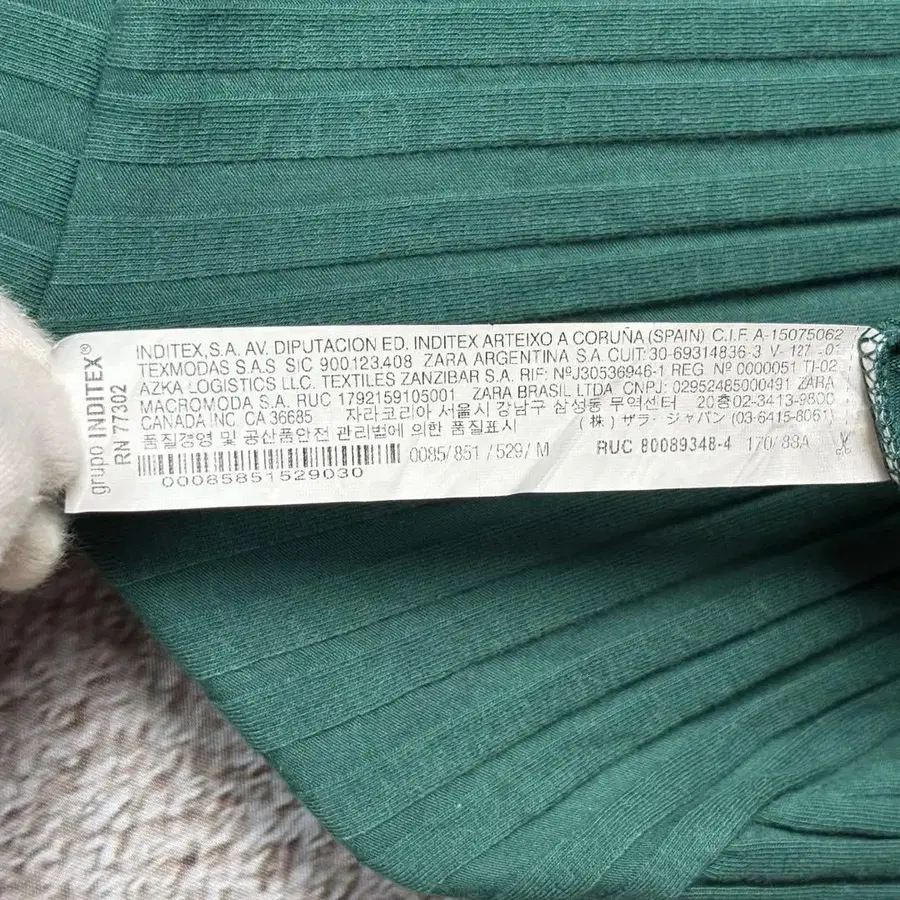 grupo INDITEX®
RN 77302
INDITEX,S.A. AV. DIPUTACION ED. INDITEX ARTEIXO A CORUÑA (SPAIN) C.I.F. A-15075062
TEXMODAS S.A.S SIC 900123.408 ZARA ARGENTINA S.A CUIT: 30-69314836-3 V-127-01
AZKA LOGISTICS LLC. TEXTILES ZANZIBAR S.A. RIF: NºJ30536946-1 REG Nº 0000051 TI-02
MACROMODA S.A. RUC 1792159105001 ZARA BRASIL LTDA. CNPJ: 02952485000491 ZARA
CANADA INC. CA 36685 자라코리아 서울시 강남구 삼성동 무역센터 20층02-3413-9800
품질경영 및 공산품안전 관리법에 의한 품질표시 (株) ザラ・ジャパン (03-6415-8061)
0085/851/529/M RUC 80089348-4 170/88A
00085851529030